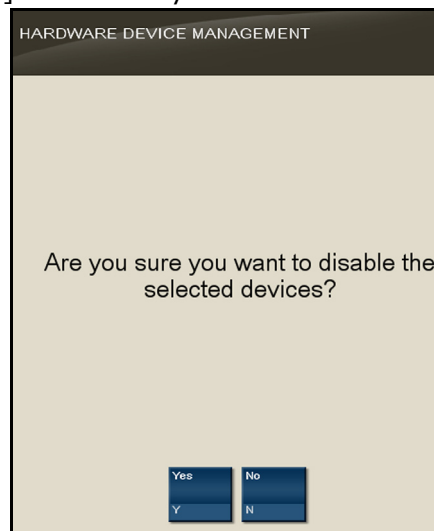 HARDWARE DEVICE MANAGEMENT
Are you sure you want to disable the
selected devices?
Yes No
Y N